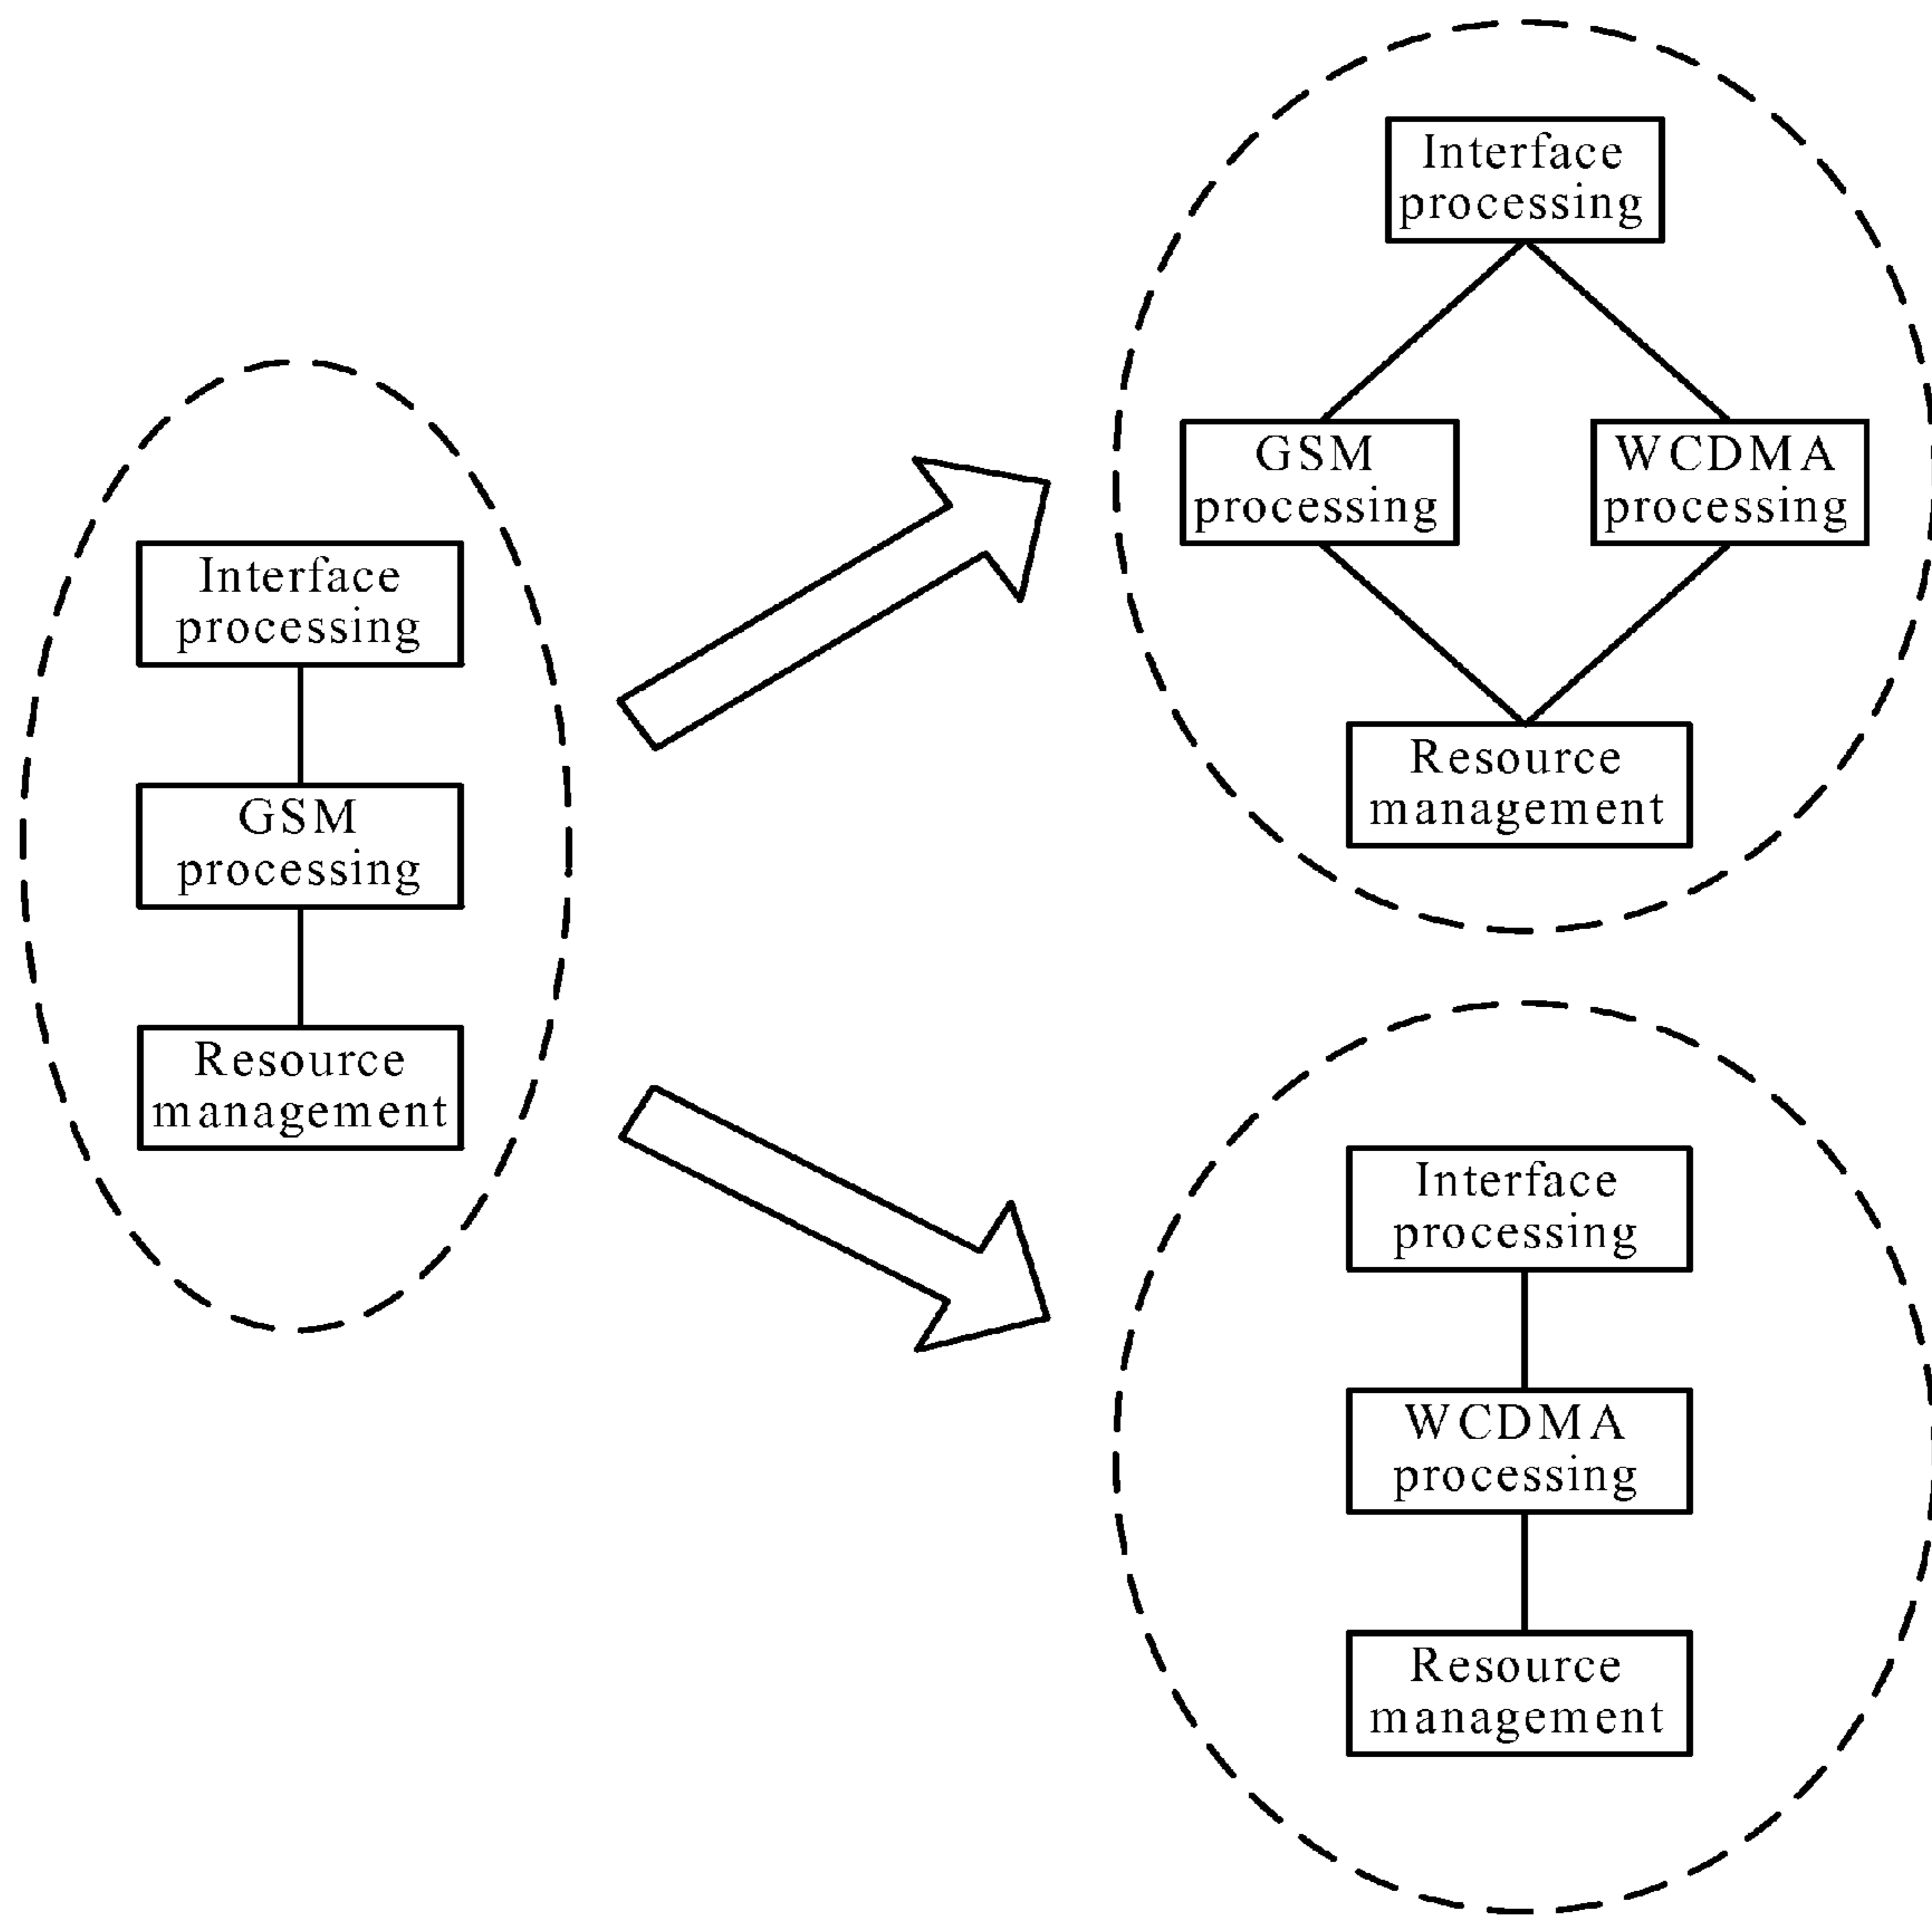 Interface
processing
GSM
processing
Resource
management
Interface
processing
GSM
processing
WCDMA
processing
Resource
management
Interface
processing
WCDMA
processing
Resource
management